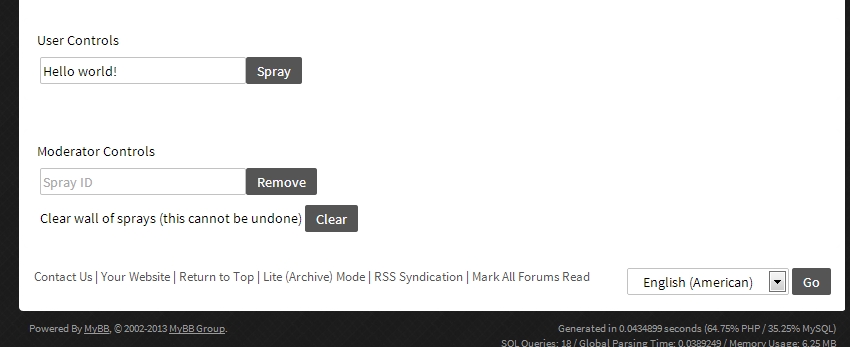 User Controls
Hello world! Spray
Moderator Controls
Spray ID Remove
Clear wall of sprays (this cannot be undone) Clear
Contact Us | Your Website | Return to Top | Lite (Archive) Mode | RSS Syndication | Mark All Forums Read English (American) Go
Powered By MyBB, © 2002-2013 MyBB Group. Generated in 0.0434899 seconds (64.75% PHP / 35.25% MySQL)
SQL Queries: 18 / Global Parsing Time: 0.0389249 / Memory Usage: 6.25 MB